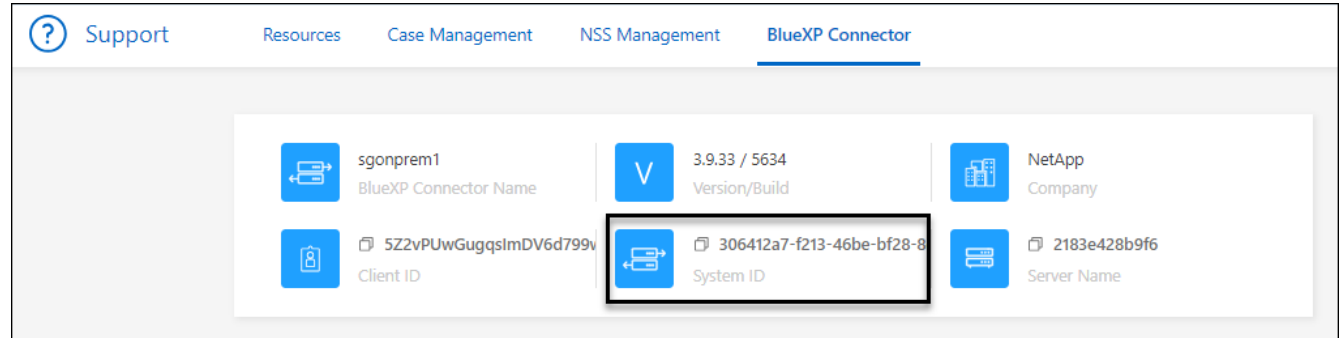 ? Support Resources Case Management NSS Management BlueXP Connector
sgonprem1 V 3.9.33 / 5634 NetApp
BlueXP Connector Name Version/Build Company
5Z2vPUwGugqsImDV6d799 306412a7-f213-46be-bf28-8 2183e428b9f6
Client ID System ID Server Name